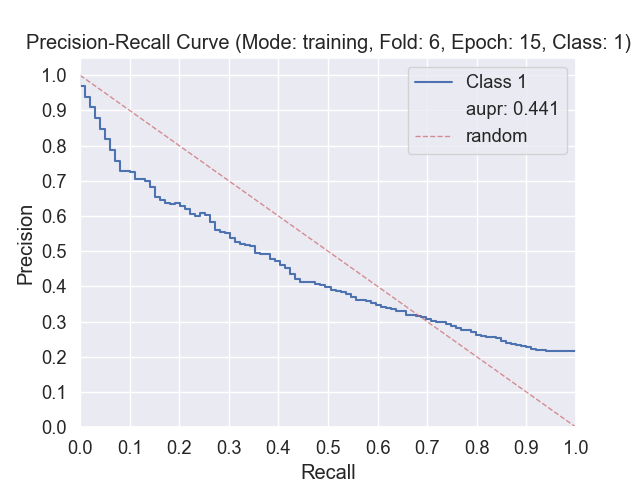 Precision-Recall Curve (Mode: training, Fold: 6, Epoch: 15, Class: 1)
Class 1
aupr: 0.441
random
1.0
0.9
0.8
0.7
0.6
0.5
0.4
0.3
0.2
0.1
0.0
Precision
0.0 0.1 0.2 0.3 0.4 0.5 0.6 0.7 0.8 0.9 1.0
Recall